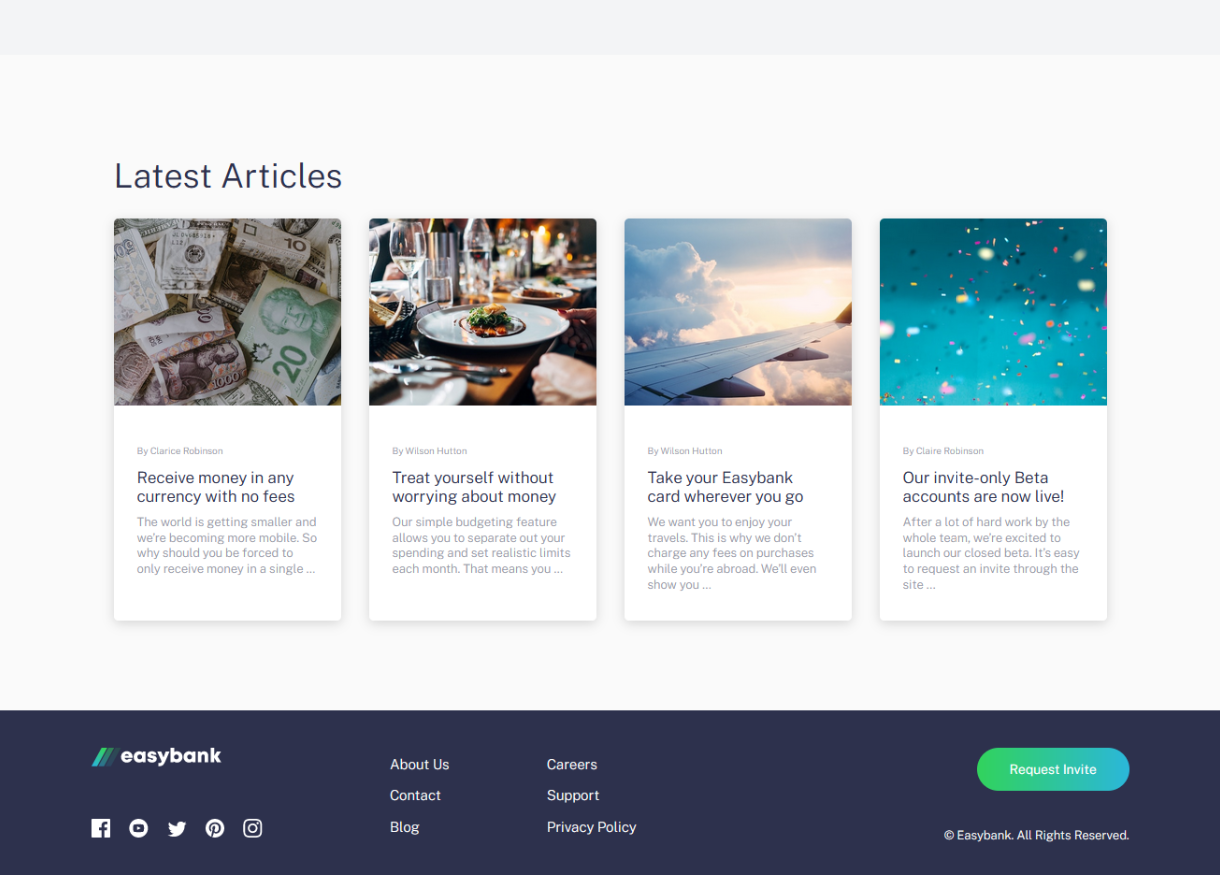 Latest Articles
10
20
1000
By Clarice Robinson
Receive money in any
currency with no fees
The world is getting smaller and
we're becoming more mobile. So
why should you be forced to
only receive money in a single ...
By Wilson Hutton
Treat yourself without
worrying about money
Our simple budgeting feature
allows you to separate out your
spending and set realistic limits
each month. That means you ...
By Wilson Hutton
Take your Easybank
card wherever you go
We want you to enjoy your
travels. This is why we don't
charge any fees on purchases
while you're abroad. We'll even
show you ...
By Claire Robinson
Our invite-only Beta
accounts are now live!
After a lot of hard work by the
whole team, we're excited to
launch our closed beta. It's easy
to request an invite through the
site ...
easybank
About Us
Contact
Blog
Careers
Support
Privacy Policy
Request Invite
© Easybank. All Rights Reserved.